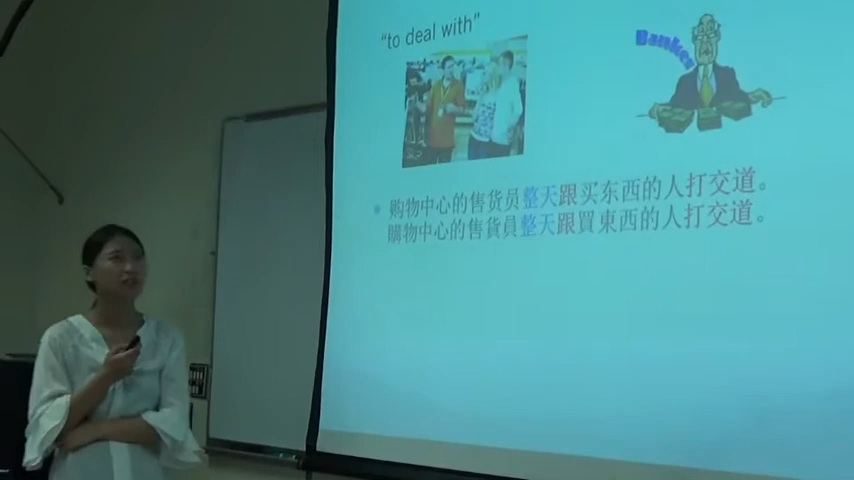 “to deal with”
Banker
购物中心的售货员整天跟买东西的人打交道。
購物中心的售货員整天跟買東西的人打交道。